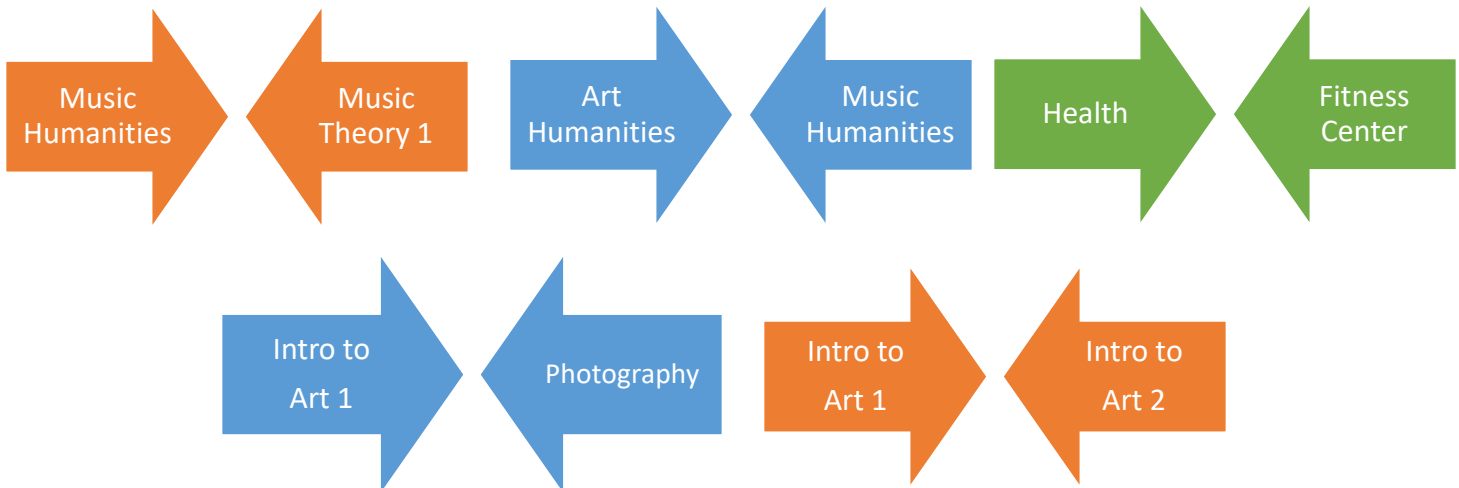 Music
Humanities
Music
Theory 1
Art
Humanities
Music
Humanities
Health
Fitness
Center
Intro to
Art 1
Photography
Intro to
Art 1
Intro to
Art 2